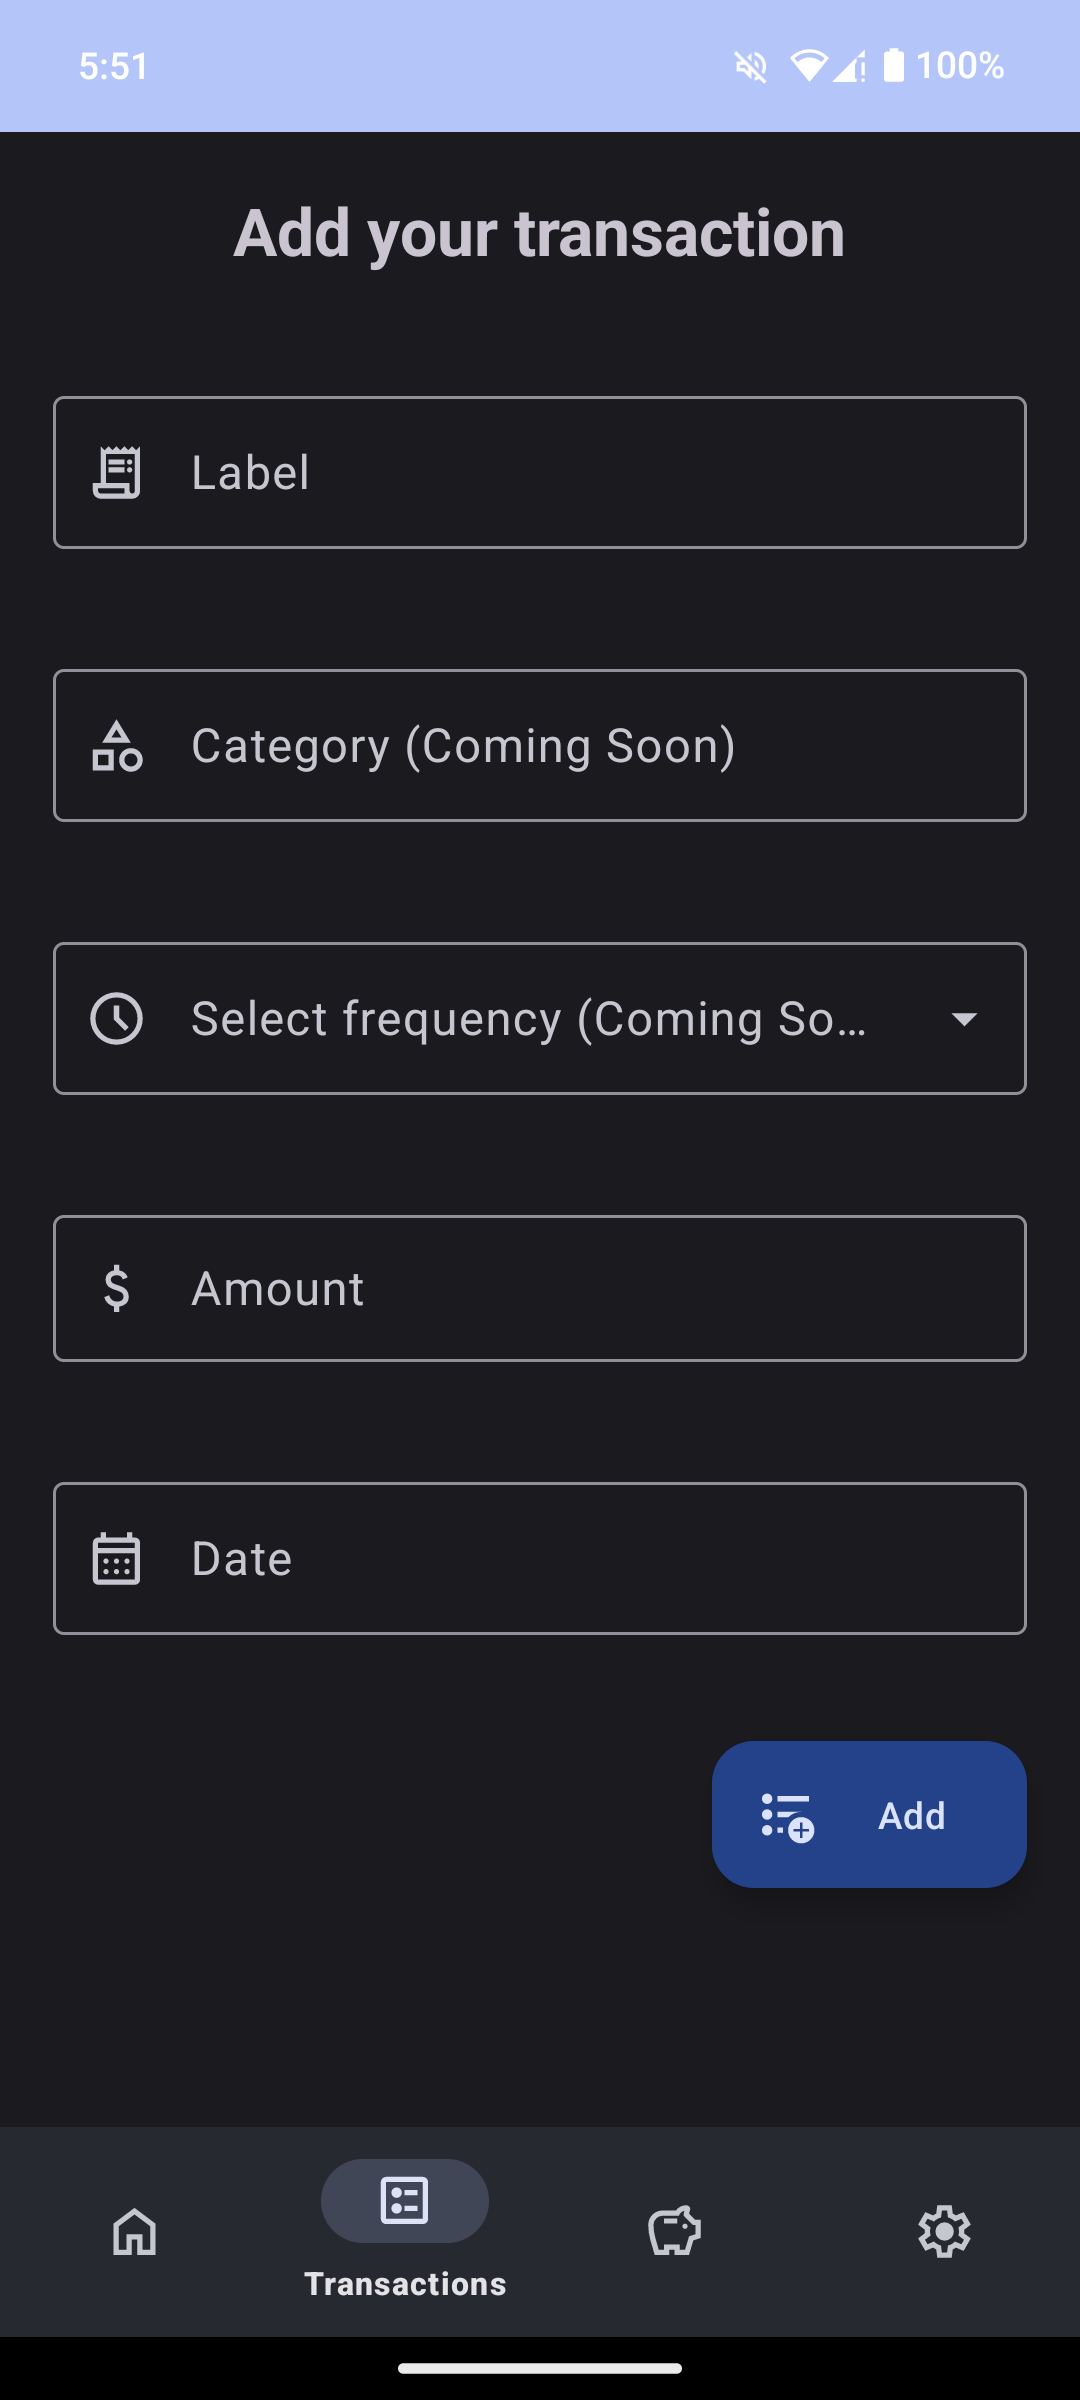 5:51
100%
Add your transaction
Label
Category (Coming Soon)
Select frequency (Coming So…
Amount
Date
Add
Transactions